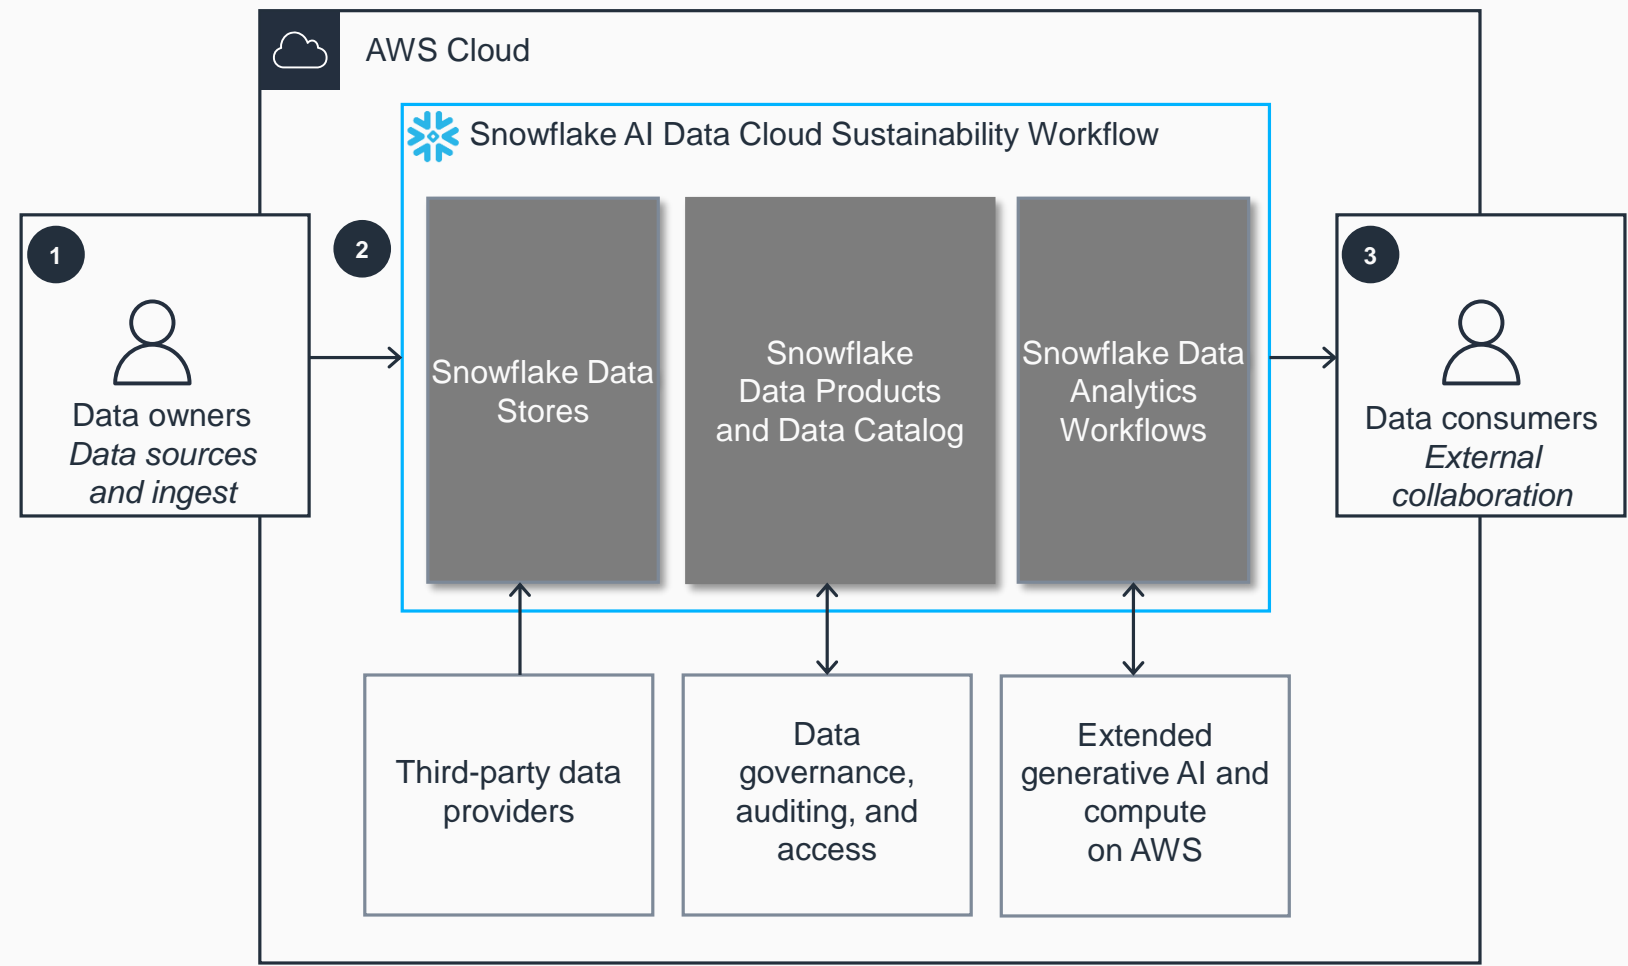 AWS Cloud
Snowflake AI Data Cloud Sustainability Workflow
1
Data owners
Data sources
and ingest
2
Snowflake Data
Stores
Snowflake
Data Products
and Data Catalog
Snowflake Data
Analytics
Workflows
3
Data consumers
External
collaboration
Third-party data
providers
Data
governance,
auditing, and
access
Extended
generative AI and
compute
on AWS